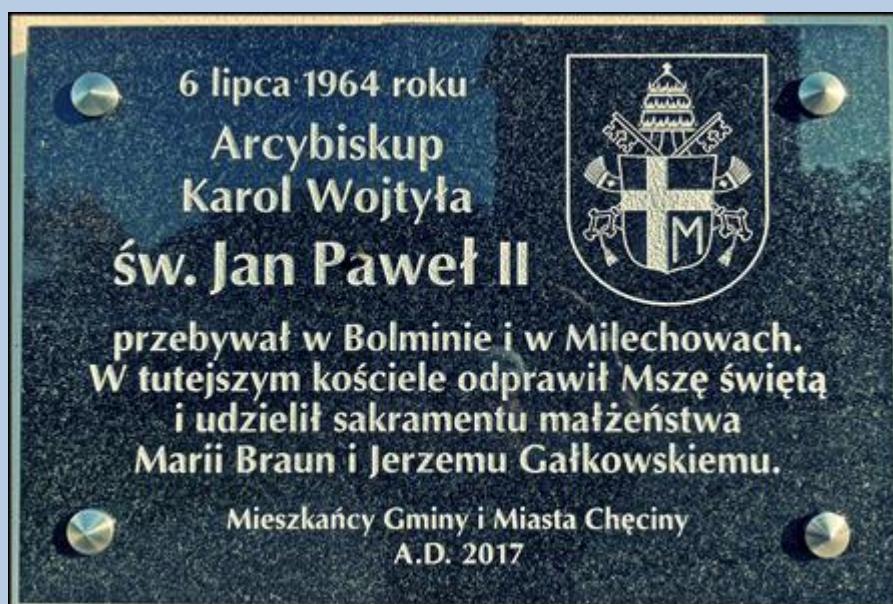 6 lipca 1964 roku
Arcybiskup
Karol Wojtyła
św. Jan Paweł II
M
przebywał w Bolminie i w Milechowach.
W tutejszym kościele odprawił Mszę świętą
i udzielił sakramentu małżeństwa
Marii Braun i Jerzemu Gałkowskiemu.
Mieszkańcy Gminy i Miasta Chęciny
A.D. 2017